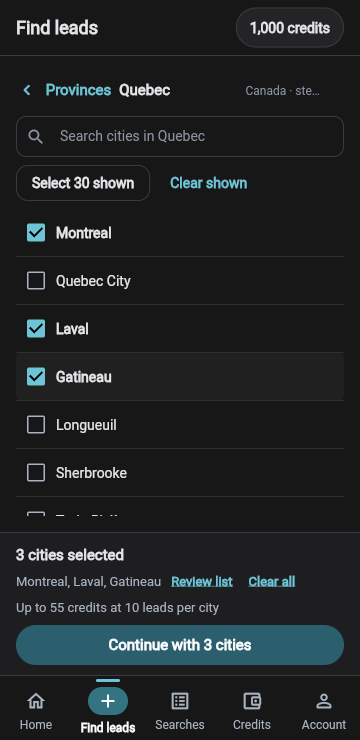 Find leads
1,000 credits
Provinces Quebec
Canada · ste...
Search cities in Quebec
Select 30 shown
Clear shown
Montreal
Quebec City
Laval
Gatineau
Longueuil
Sherbrooke
3 cities selected
Montreal, Laval, Gatineau Review list Clear all
Up to 55 credits at 10 leads per city
Continue with 3 cities
Home
Find leads
Searches
Credits
Account